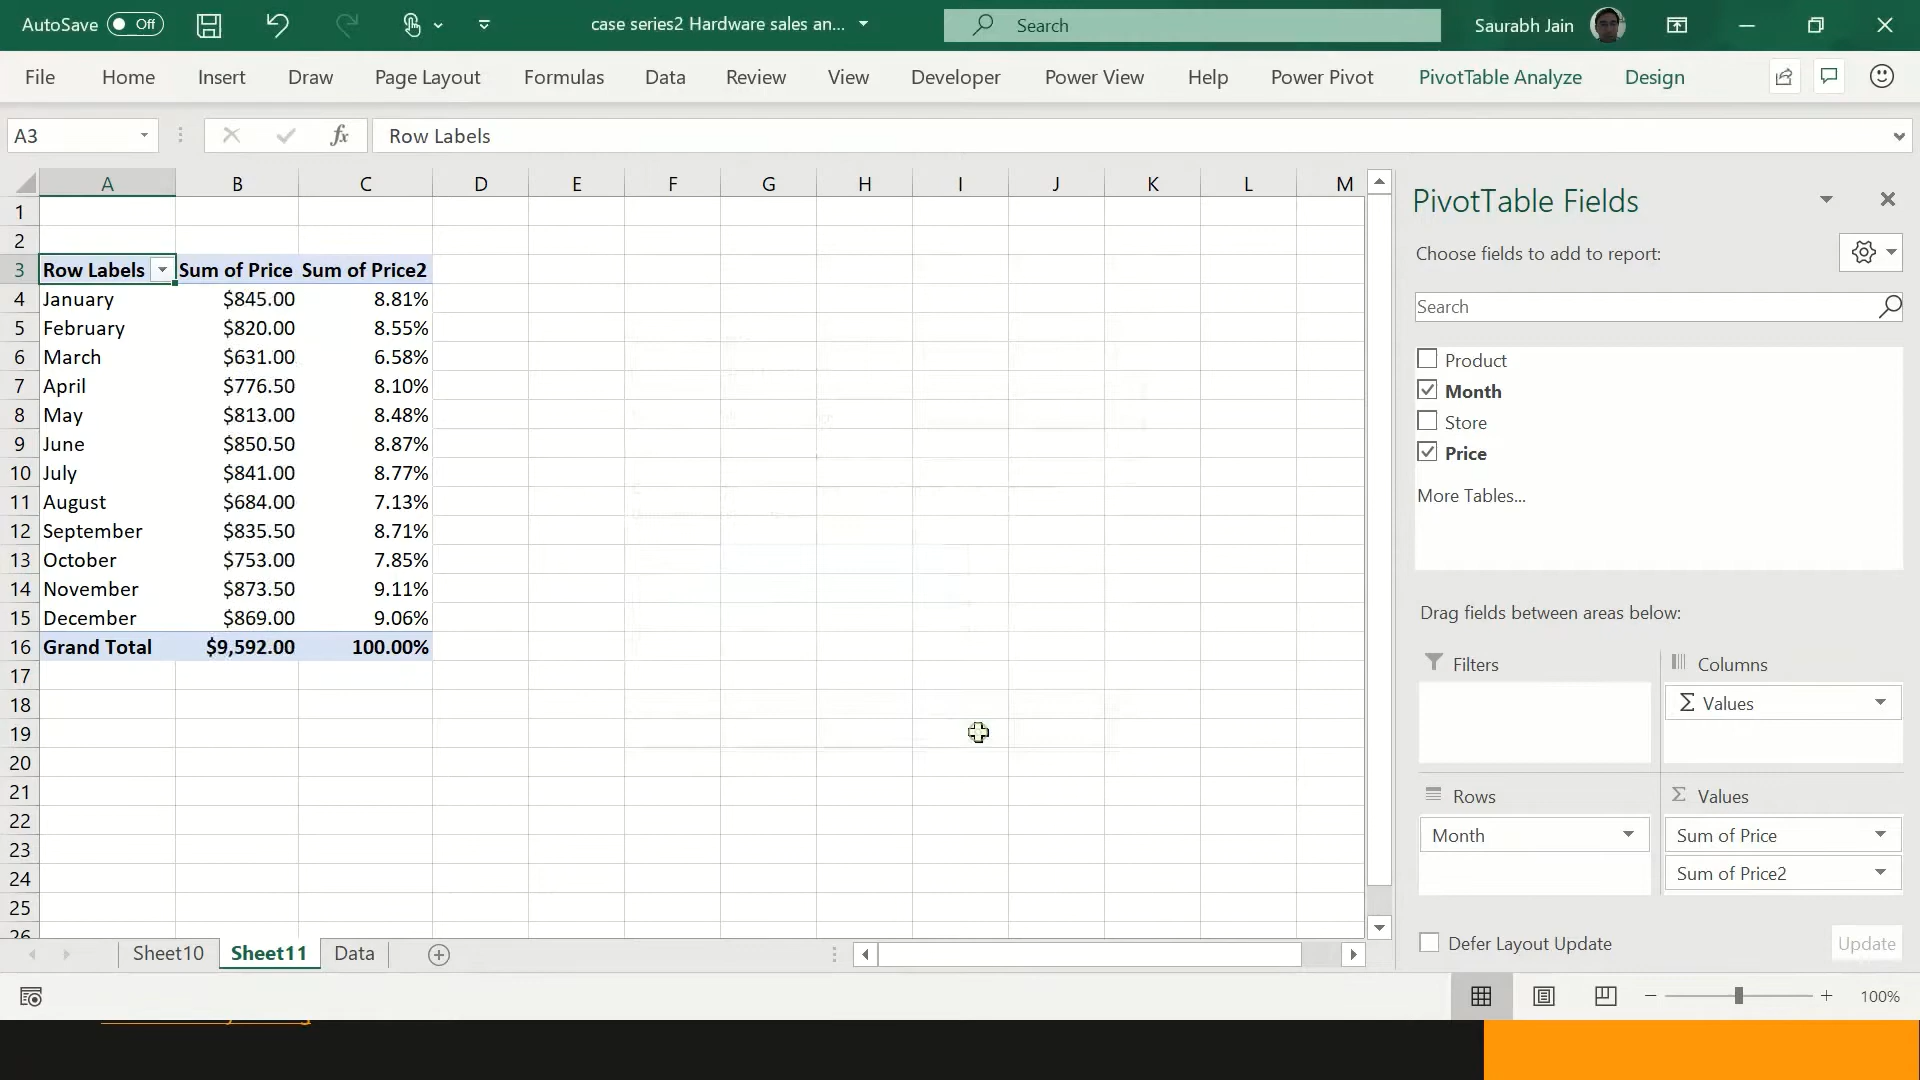 AutoSave Off case series2 Hardware sales an... Search Saurabh Jain
File Home Insert Draw Page Layout Formulas Data Review View Developer Power View Help Power Pivot PivotTable Analyze Design
A3 fx Row Labels
A B C D E F G H I J K L M
1
2
3 Row Labels Sum of Price Sum of Price2
4 January $845.00 8.81%
5 February $820.00 8.55%
6 March $631.00 6.58%
7 April $776.50 8.10%
8 May $813.00 8.48%
9 June $850.50 8.87%
10 July $841.00 8.77%
11 August $684.00 7.13%
12 September $835.50 8.71%
13 October $753.00 7.85%
14 November $873.50 9.11%
15 December $869.00 9.06%
16 Grand Total $9,592.00 100.00%
17
18
19
20
21
22
23
24
25
26
PivotTable Fields
Choose fields to add to report:
Search
Product
Month
Store
Price
More Tables...
Drag fields between areas below:
Filters Columns
Σ Values
Rows Σ Values
Month Sum of Price
Sum of Price2
Defer Layout Update Update
Sheet10 Sheet11 Data
100%